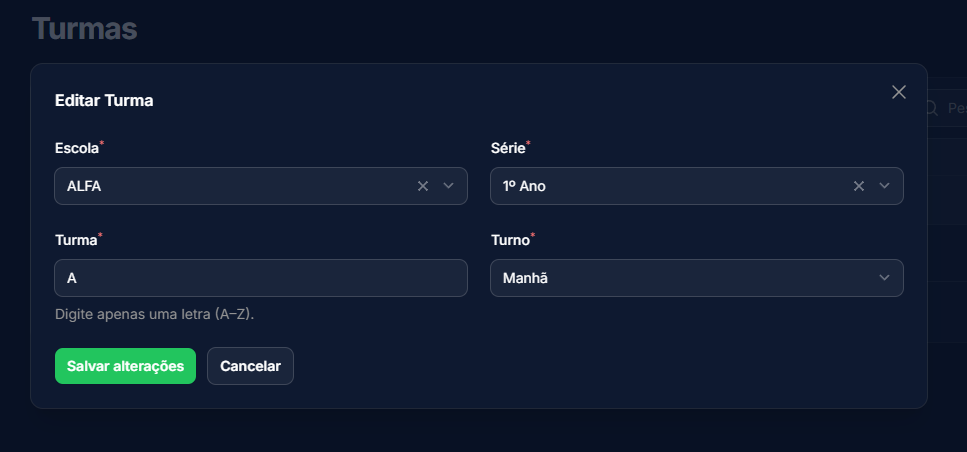 Turmas
Editar Turma
Escola*
Série*
ALFA
1º Ano
Turma*
Turno*
A
Manhã
Digite apenas uma letra (A–Z).
Salvar alterações
Cancelar